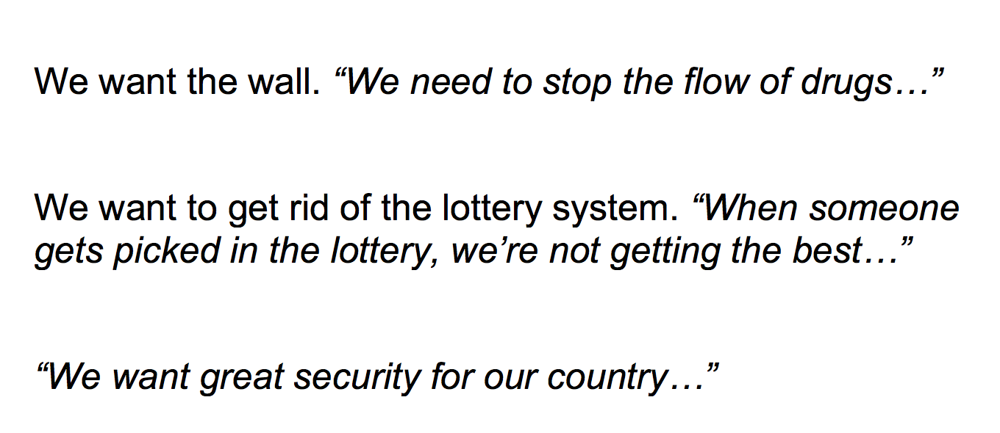 We want the wall. “We need to stop the flow of drugs…”
We want to get rid of the lottery system. “When someone
gets picked in the lottery, we’re not getting the best…”
“We want great security for our country…”